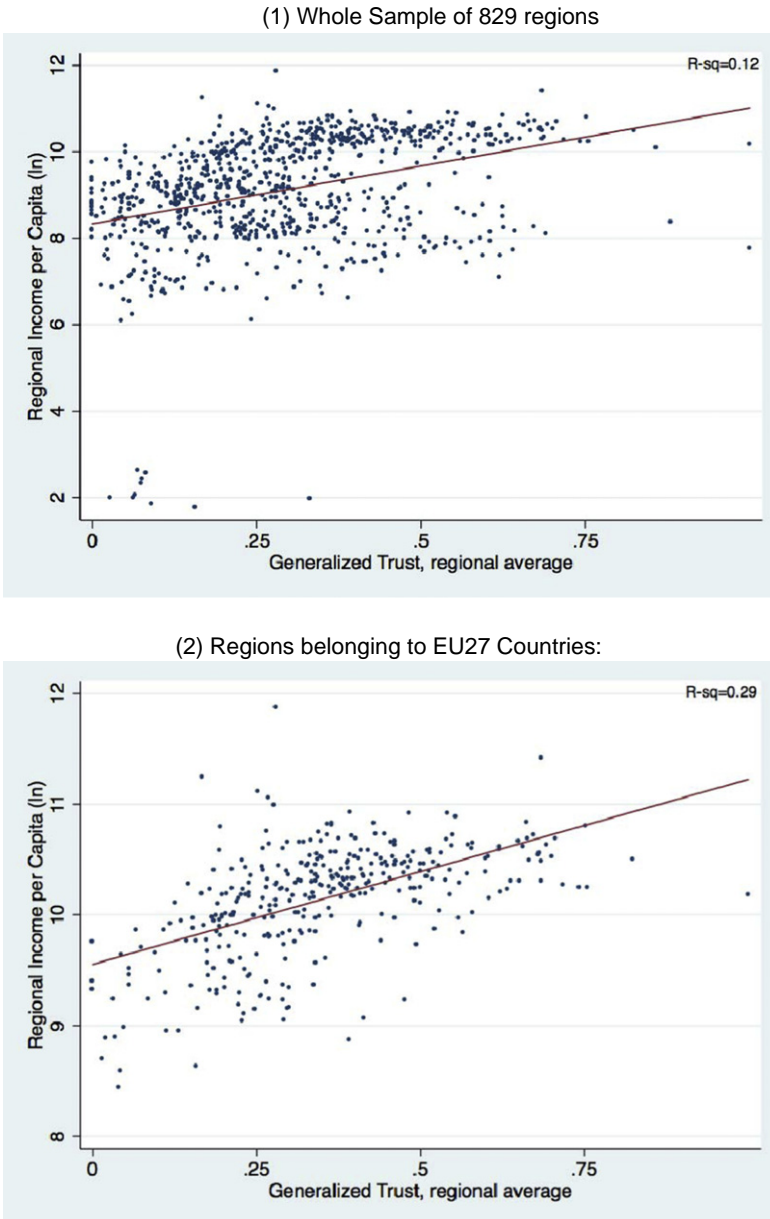 (1) Whole Sample of 829 regions
R-sq=0.12
Regional Income per Capita (ln)
12
10
8
6
4
2
0
.25
.5
.75
Generalized Trust, regional average
(2) Regions belonging to EU27 Countries:
R-sq=0.29
Regional Income per Capita (ln)
12
11
10
9
8
0
.25
.5
.75
Generalized Trust, regional average